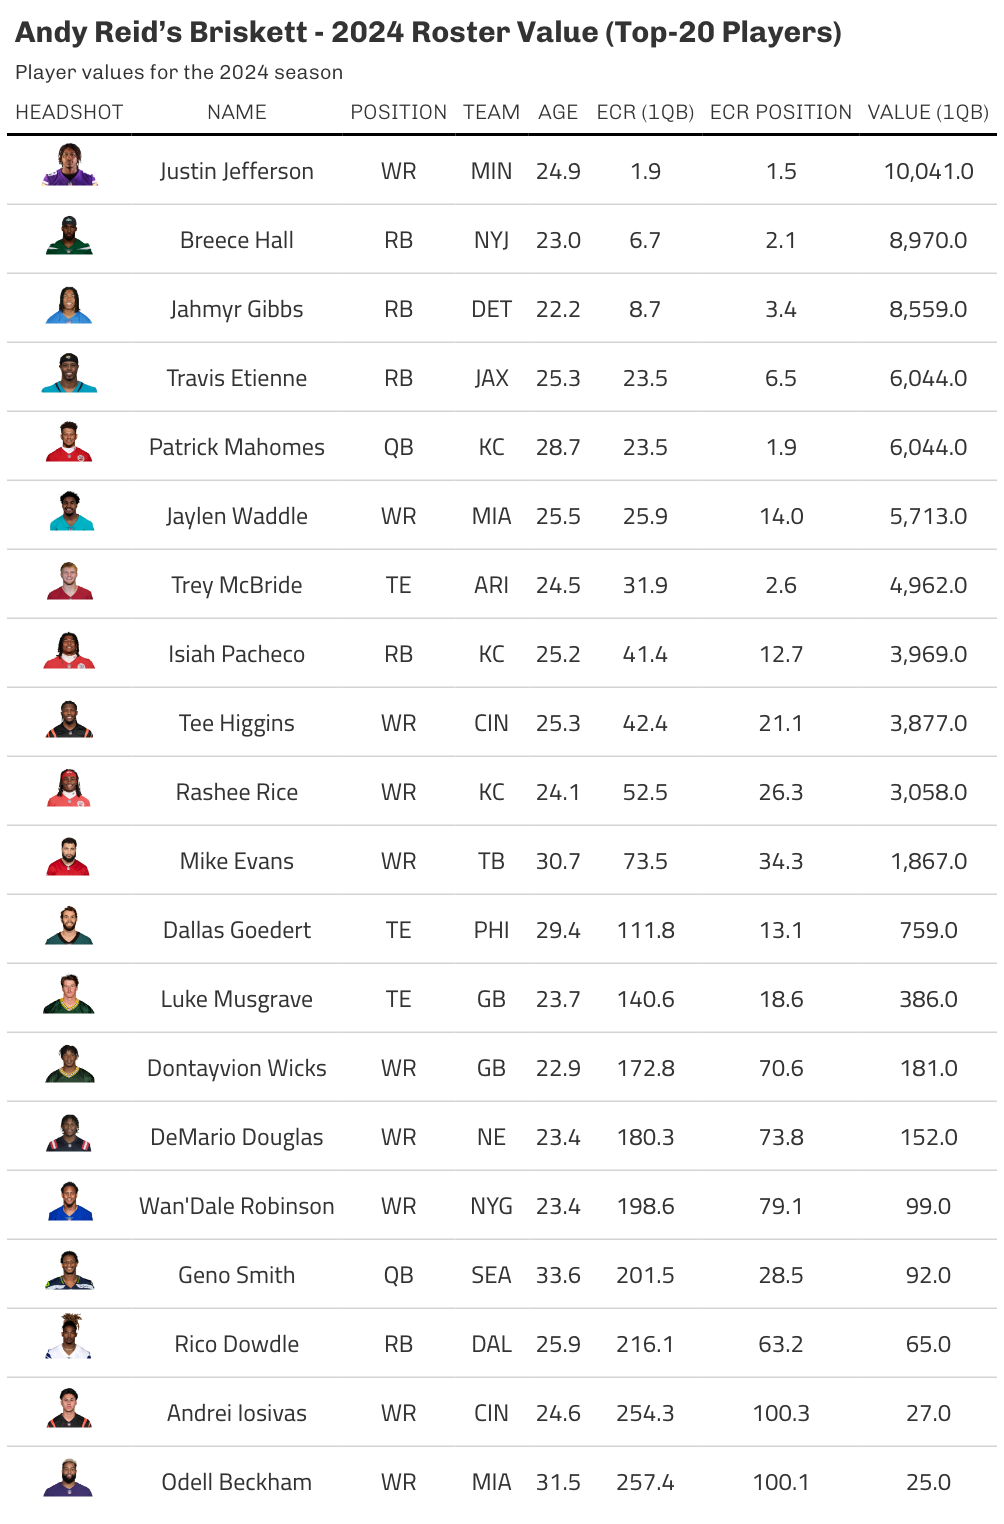 Andy Reid’s Briskett - 2024 Roster Value (Top-20 Players)
Player values for the 2024 season
HEADSHOT NAME POSITION TEAM AGE ECR (1QB) ECR POSITION VALUE (1QB)
Justin Jefferson WR MIN 24.9 1.9 1.5 10,041.0
Breece Hall RB NYJ 23.0 6.7 2.1 8,970.0
Jahmyr Gibbs RB DET 22.2 8.7 3.4 8,559.0
Travis Etienne RB JAX 25.3 23.5 6.5 6,044.0
Patrick Mahomes QB KC 28.7 23.5 1.9 6,044.0
Jaylen Waddle WR MIA 25.5 25.9 14.0 5,713.0
Trey McBride TE ARI 24.5 31.9 2.6 4,962.0
Isiah Pacheco RB KC 25.2 41.4 12.7 3,969.0
Tee Higgins WR CIN 25.3 42.4 21.1 3,877.0
Rashee Rice WR KC 24.1 52.5 26.3 3,058.0
Mike Evans WR TB 30.7 73.5 34.3 1,867.0
Dallas Goedert TE PHI 29.4 111.8 13.1 759.0
Luke Musgrave TE GB 23.7 140.6 18.6 386.0
Dontayvion Wicks WR GB 22.9 172.8 70.6 181.0
DeMario Douglas WR NE 23.4 180.3 73.8 152.0
Wan'Dale Robinson WR NYG 23.4 198.6 79.1 99.0
Geno Smith QB SEA 33.6 201.5 28.5 92.0
Rico Dowdle RB DAL 25.9 216.1 63.2 65.0
Andrei Iosivas WR CIN 24.6 254.3 100.3 27.0
Odell Beckham WR MIA 31.5 257.4 100.1 25.0